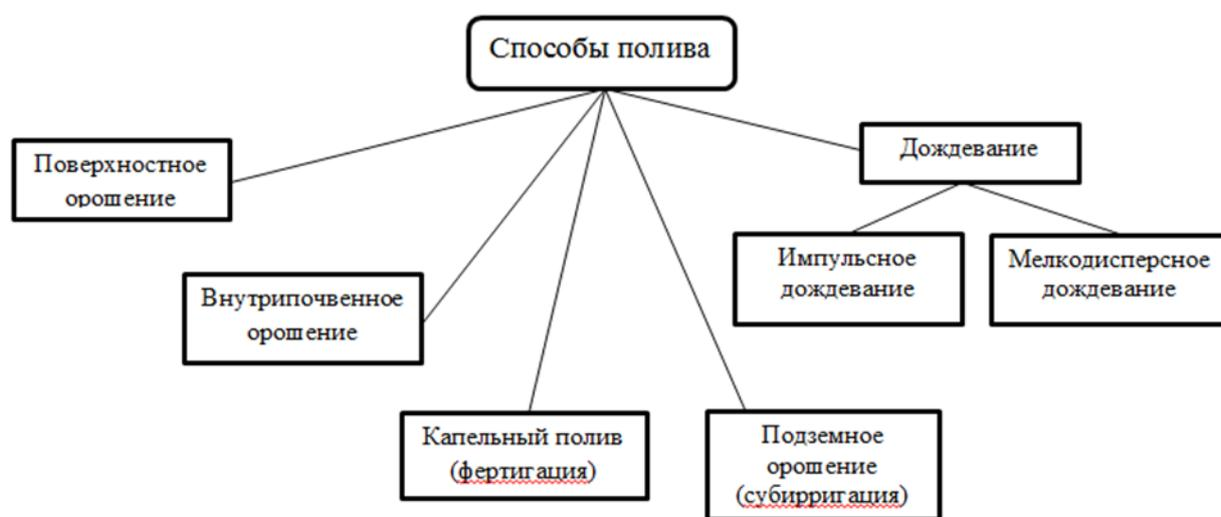 Способы полива
Поверхностное
орошение
Дождевание
Импульсное
дождевание
Мелкодисперсное
дождевание
Внутрипочвенное
орошение
Капельный полив
(фертигация)
Подземное
орошение
(субирригация)